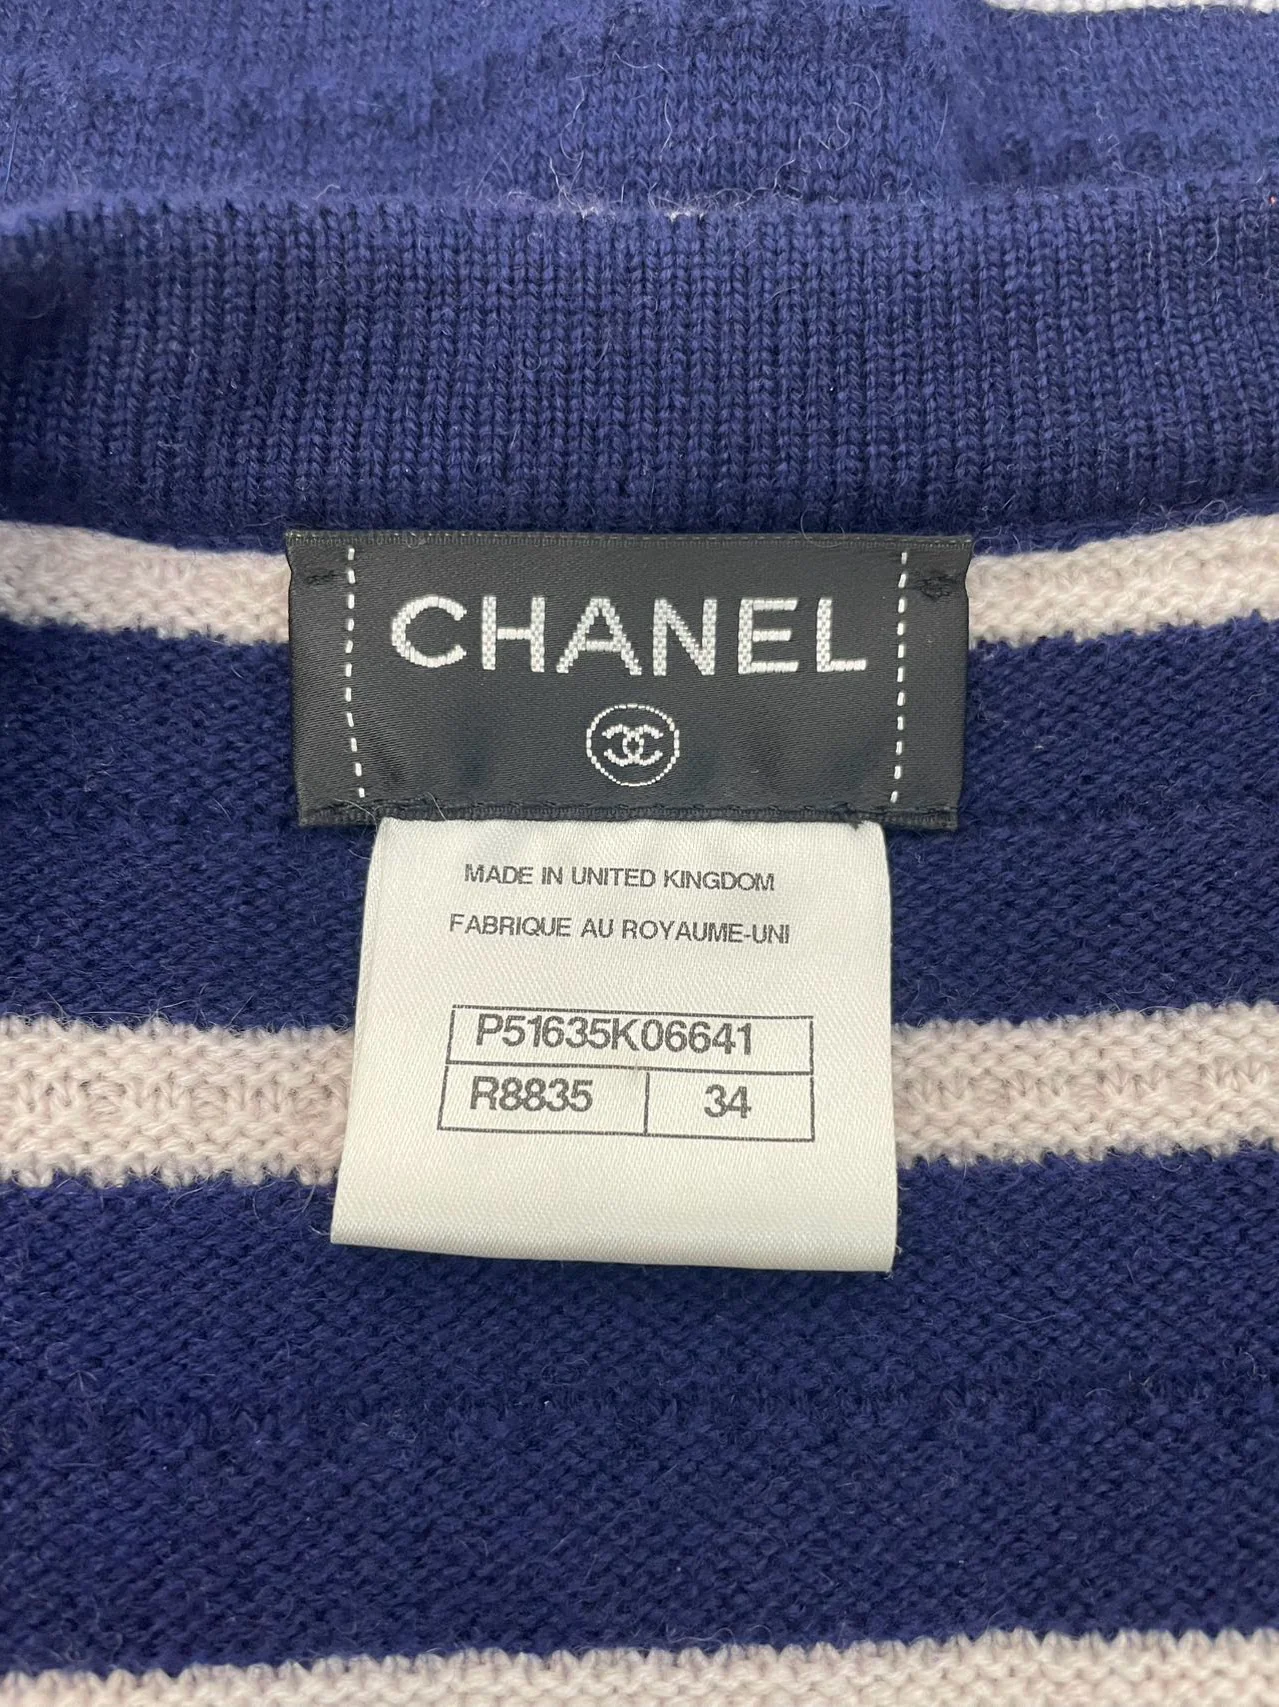 CHANEL
MADE IN UNITED KINGDOM
FABRIQUE AU ROYAUME-UNI
P51635K06641
R8835 34